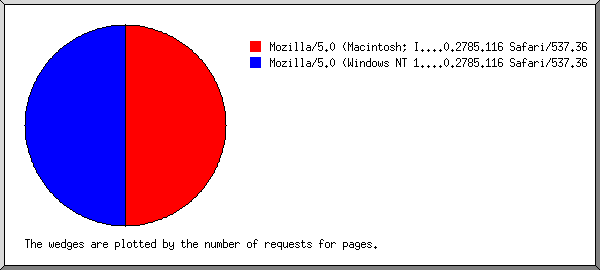 Mozilla/5.0 (Macintosh; I....0.2785.116 Safari/537.36
Mozilla/5.0 (Windows NT 1....0.2785.116 Safari/537.36
The wedges are plotted by the number of requests for pages.